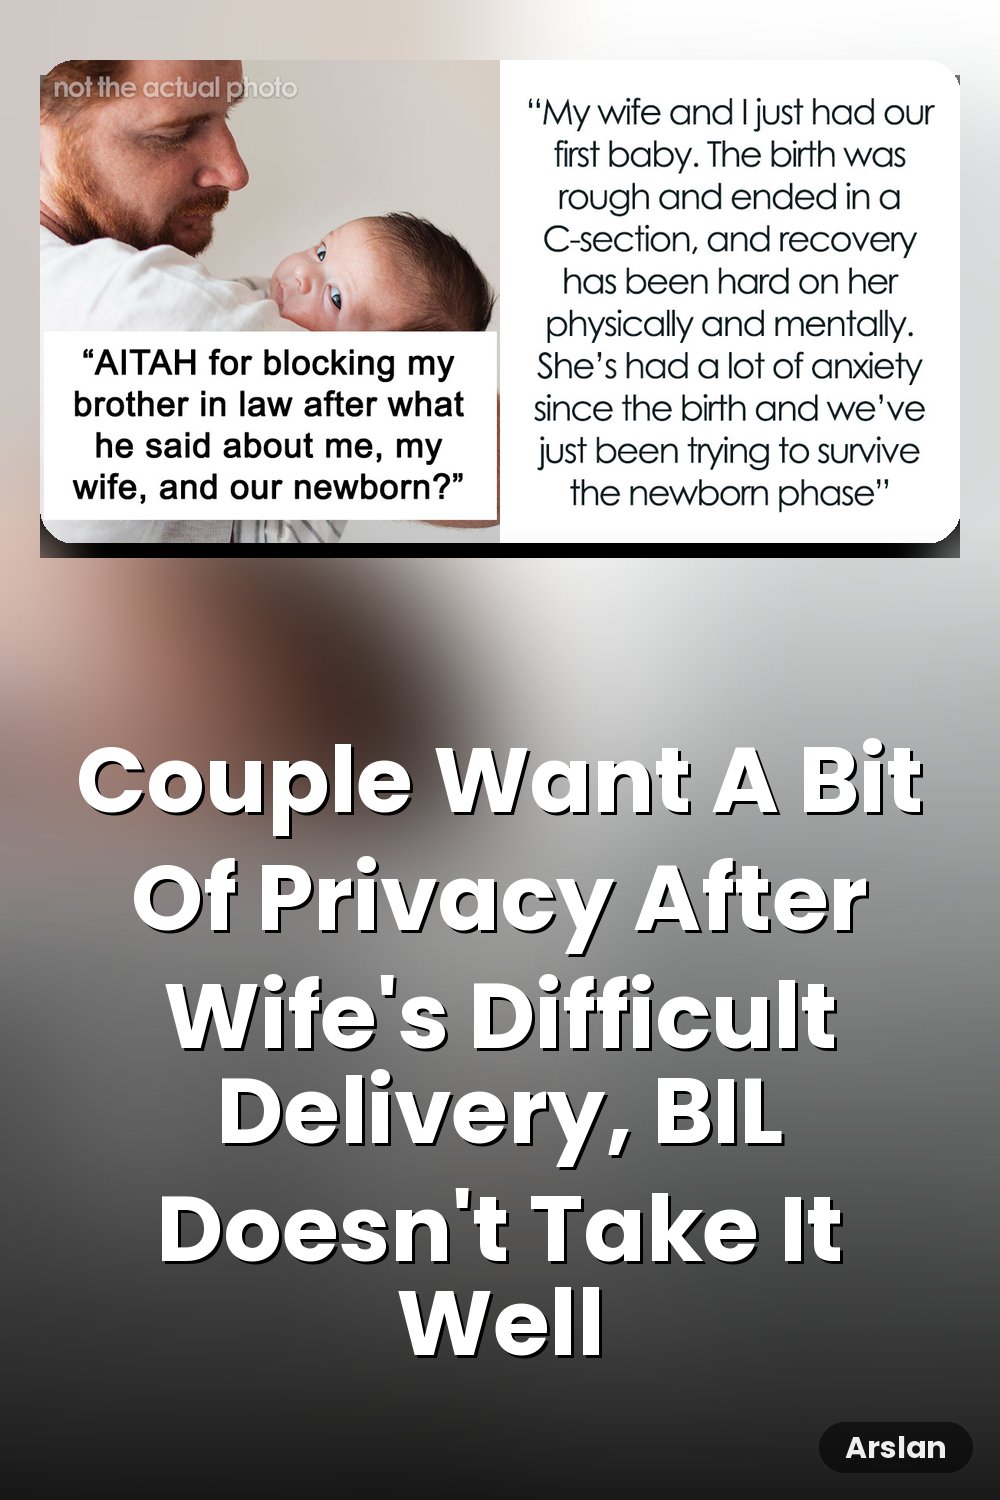 not the actual photo
“AITAH for blocking my
brother in law after what
he said about me, my
wife, and our newborn?”
“My wife and I just had our
first baby. The birth was
rough and ended in a
C-section, and recovery
has been hard on her
physically and mentally.
She’s had a lot of anxiety
since the birth and we’ve
just been trying to survive
the newborn phase”
Couple Want A Bit
Of Privacy After
Wife's Difficult
Delivery, BIL
Doesn't Take It
Well
Arslan